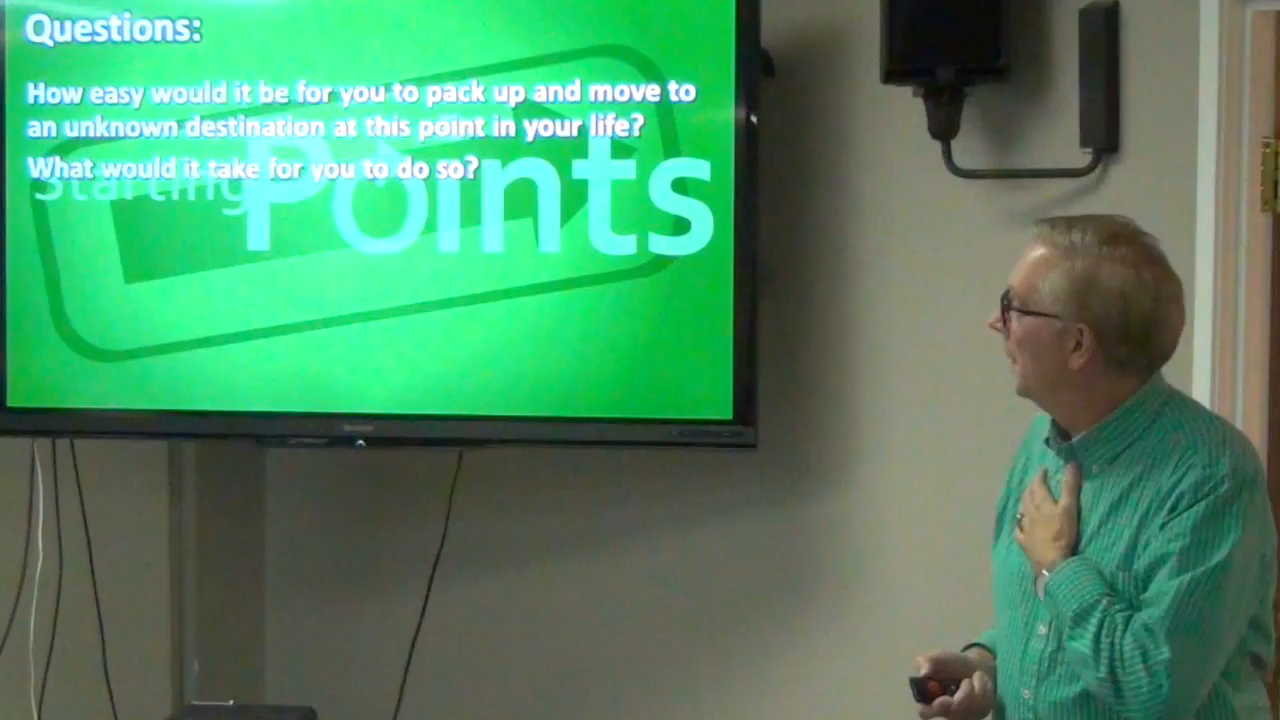 Questions:
How easy would it be for you to pack up and move to
an unknown destination at this point in your life?
What would it take for you to do so?
Starting
Points